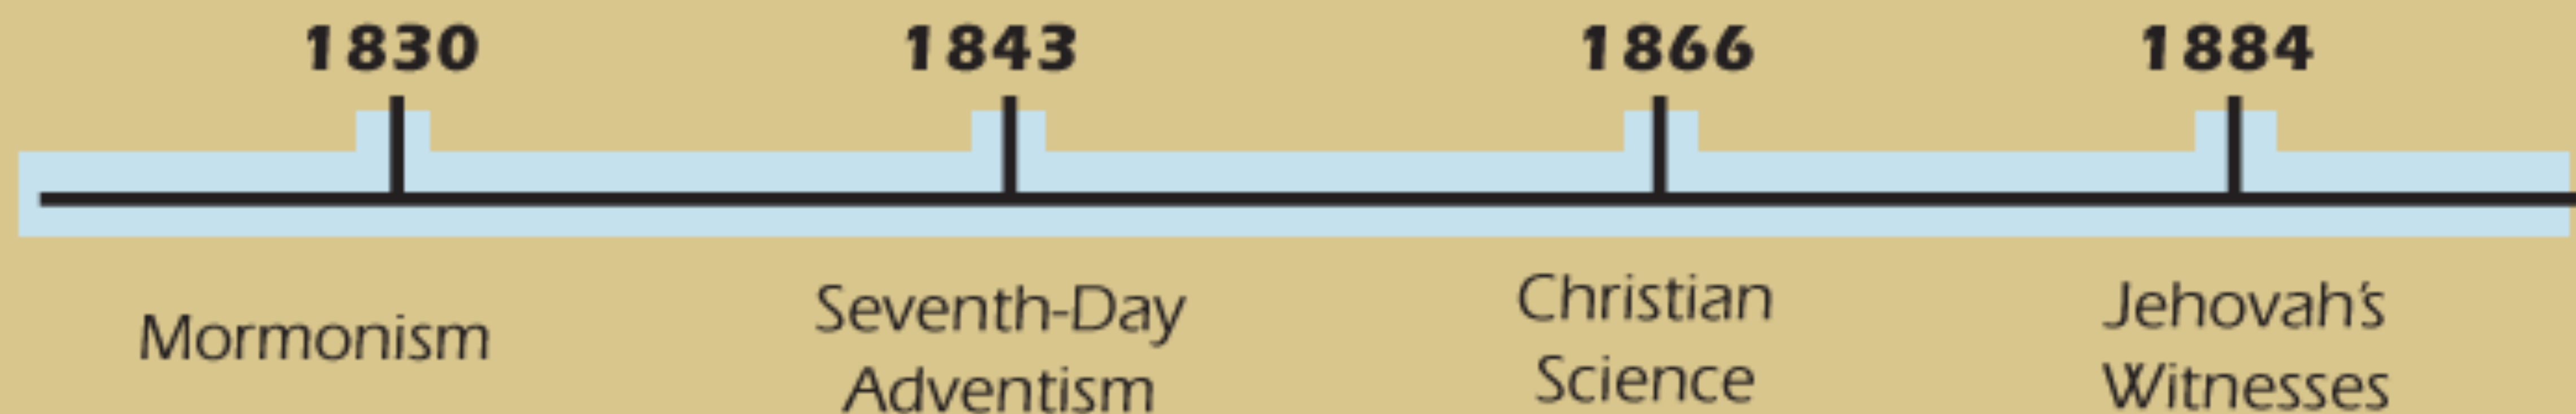 1830 1843 1866 1884
Mormonism
Seventh-Day
Adventism
Christian
Science
Jehovah's
Witnesses